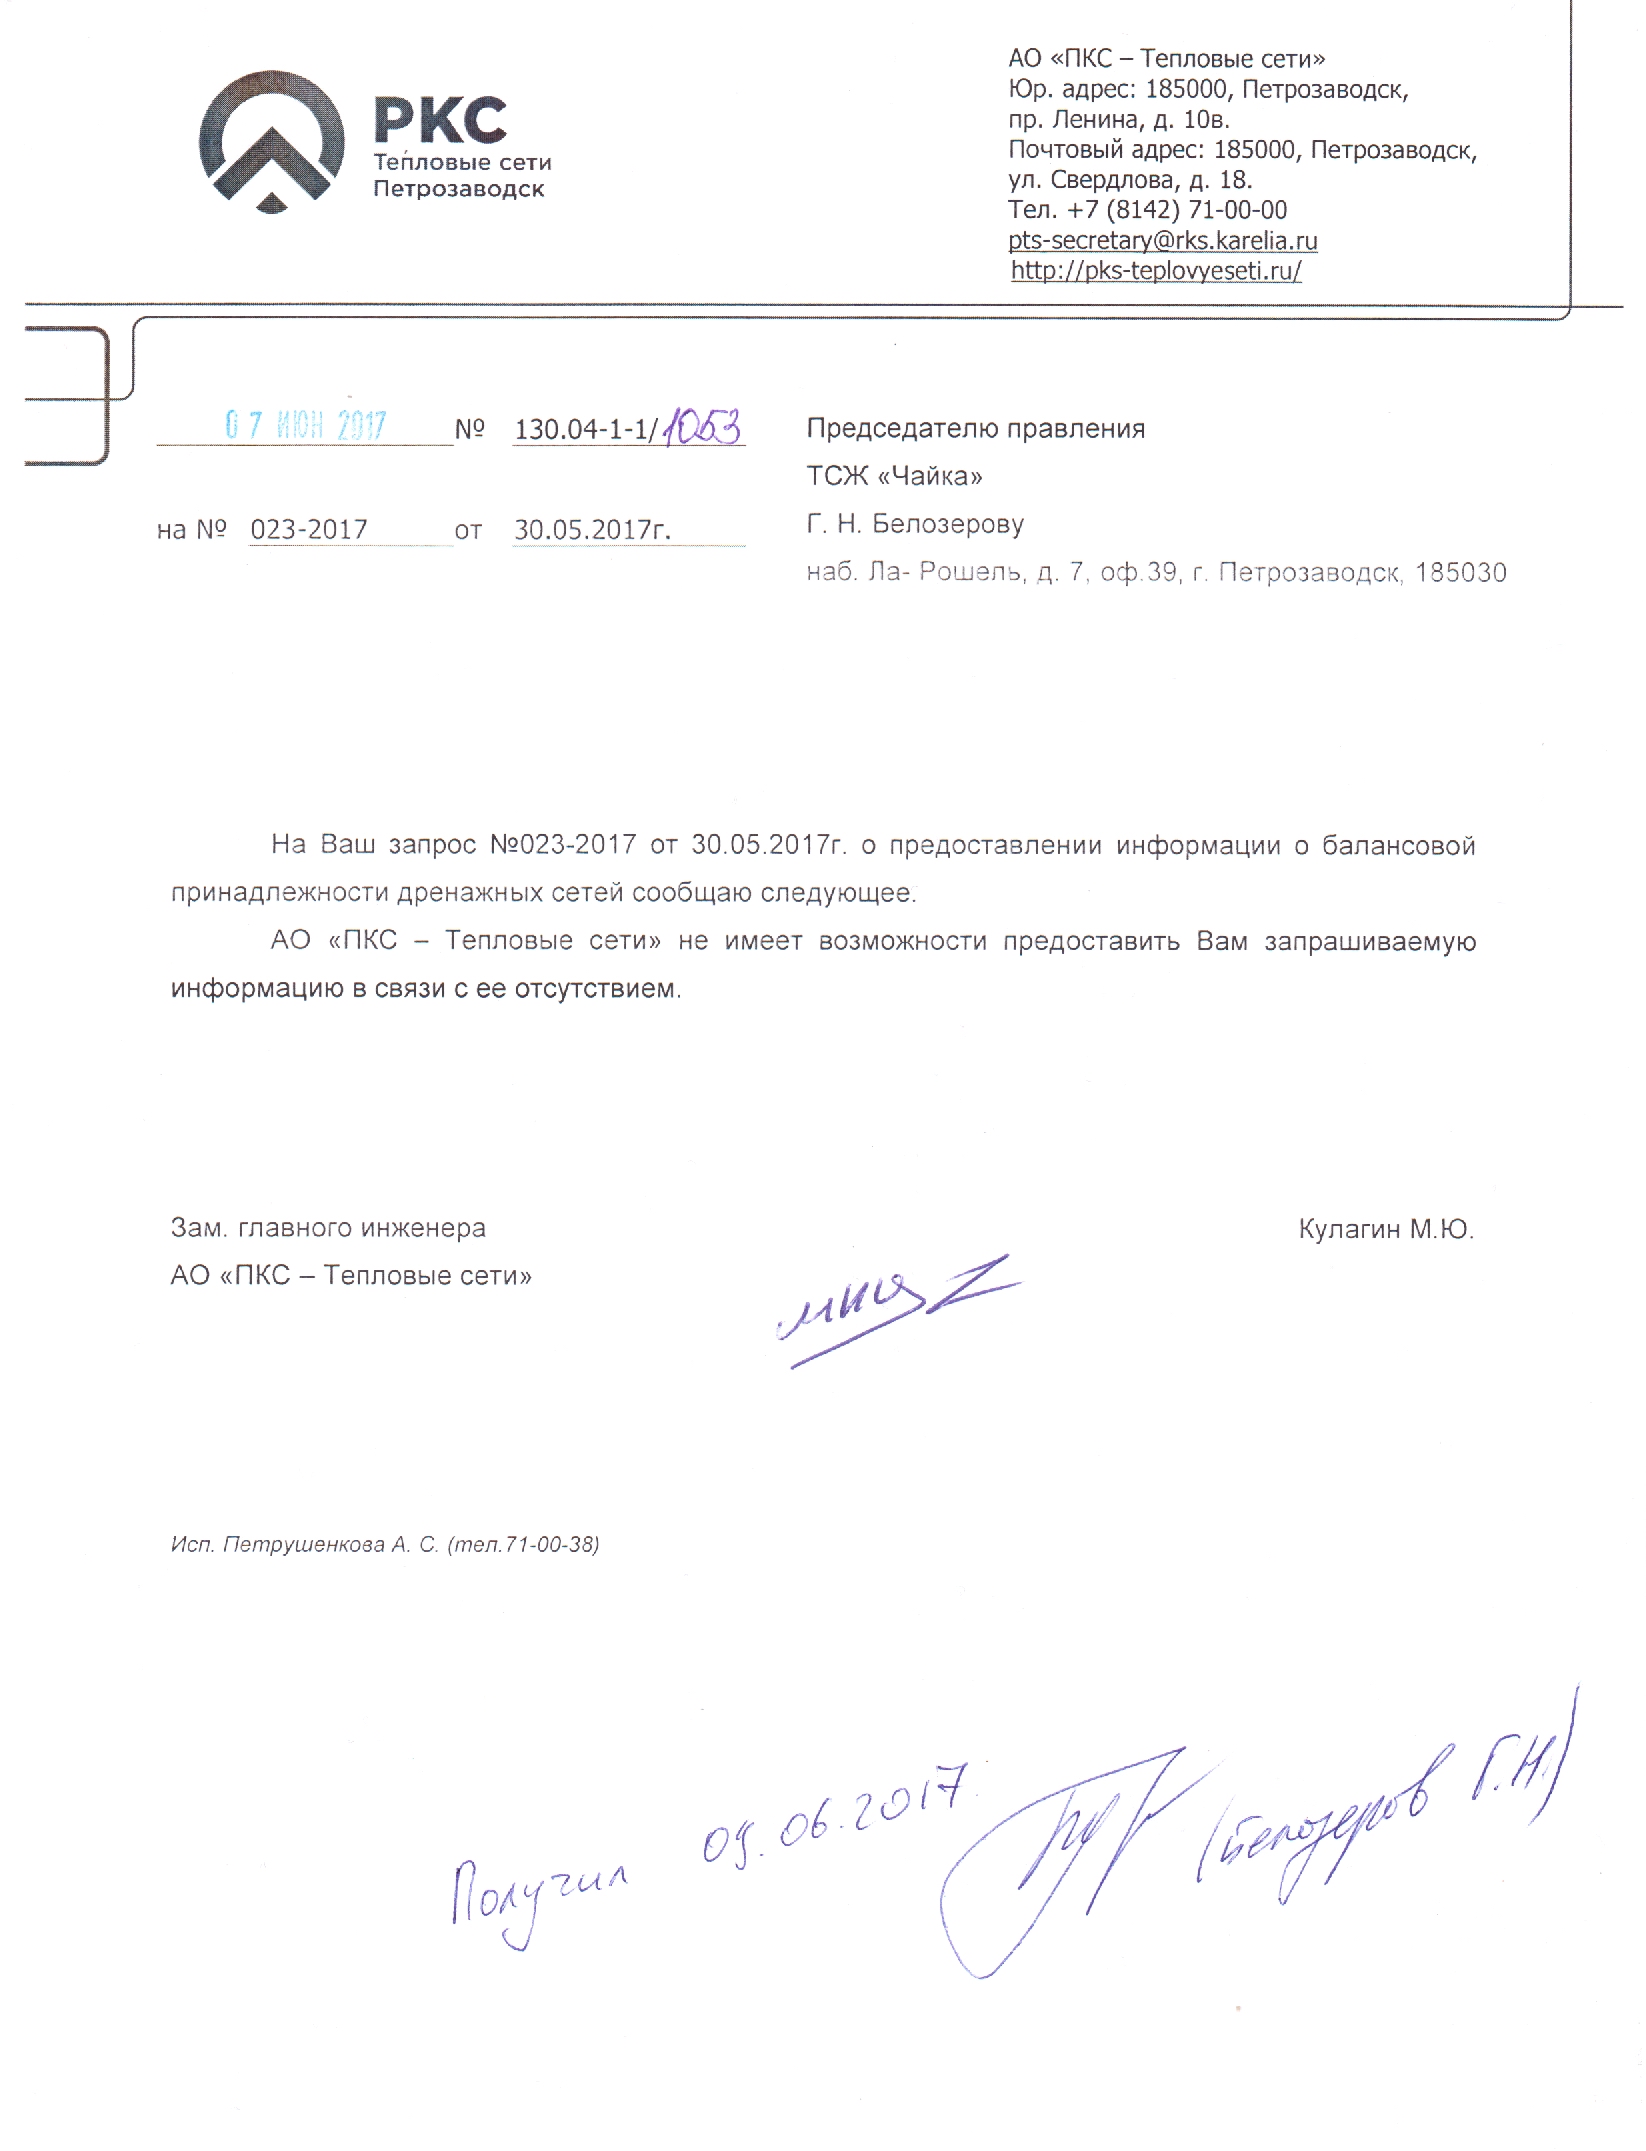 РКС
Тепловые сети
Петрозаводск
АО «ПКС – Тепловые сети»
Юр. адрес: 185000, Петрозаводск,
пр. Ленина, д. 10в.
Почтовый адрес: 185000, Петрозаводск,
ул. Свердлова, д. 18.
Тел. +7 (8142) 71-00-00
pts-secretary@rks.karelia.ru
http://pks-teplovyeseti.ru/
07 ИЮН 2017 № 130.04-1-1/1053
на № 023-2017 от 30.05.2017г.
Председателю правления
ТСЖ «Чайка»
Г. Н. Белозерову
наб. Ла- Рошель, д. 7, оф.39, г. Петрозаводск, 185030
На Ваш запрос №023-2017 от 30.05.2017г. о предоставлении информации о балансовой
принадлежности дренажных сетей сообщаю следующее.
АО «ПКС – Тепловые сети» не имеет возможности предоставить Вам запрашиваемую
информацию в связи с ее отсутствием.
Зам. главного инженера
АО «ПКС – Тепловые сети»
Кулагин М.Ю.
Исп. Петрушенкова А. С. (тел.71-00-38)
Получил 09.06.2017 (Белозеров Г.Н.)